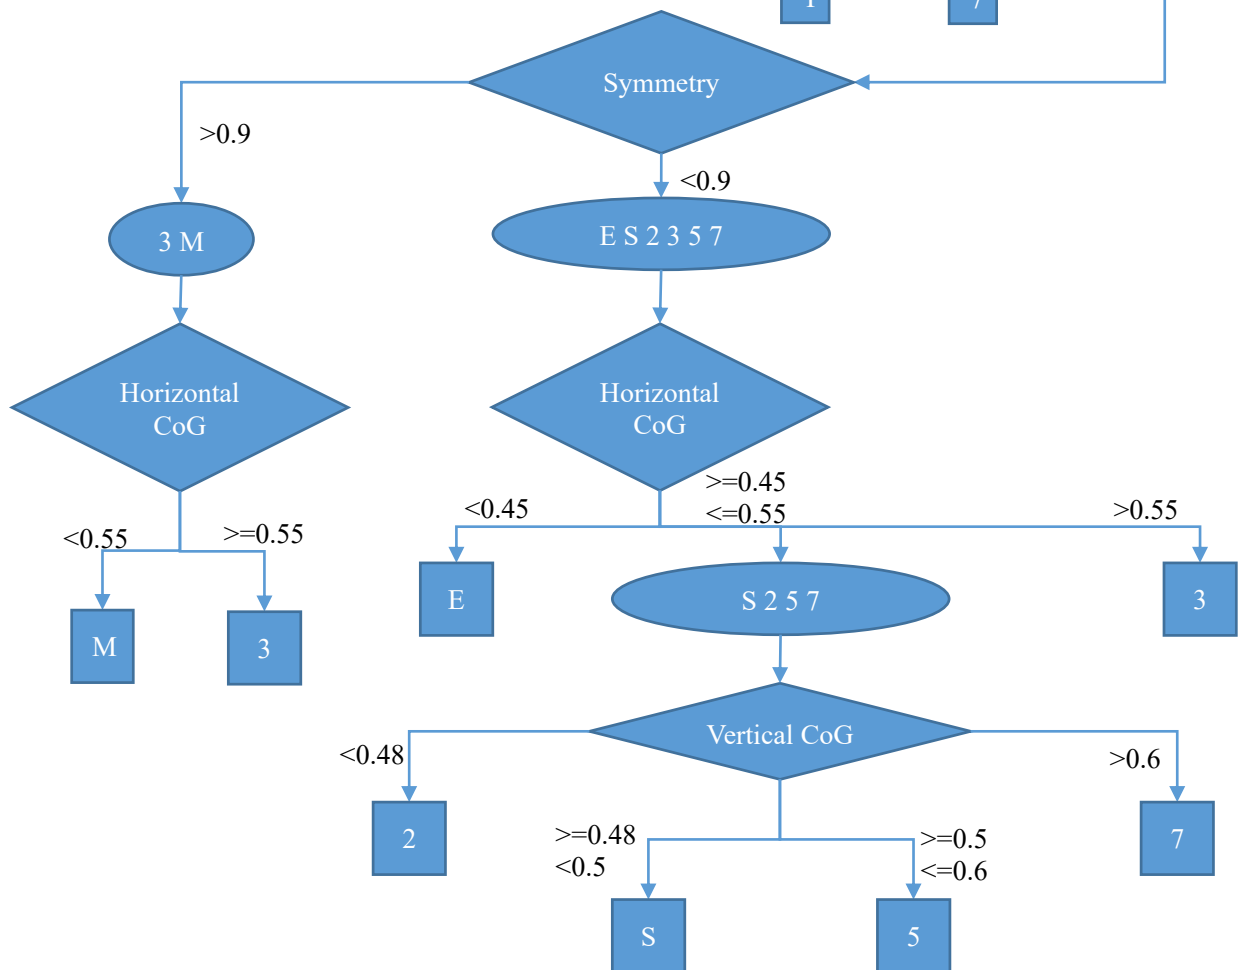 Symmetry
>0.9
<0.9
3 M
E S 2 3 5 7
Horizontal
CoG
Horizontal
CoG
<0.55
>=0.55
M
3
<0.45
>=0.45
<=0.55
>0.55
E
S 2 5 7
3
Vertical CoG
<0.48
>0.6
2
7
>=0.48
<0.5
>=0.5
<=0.6
S
5